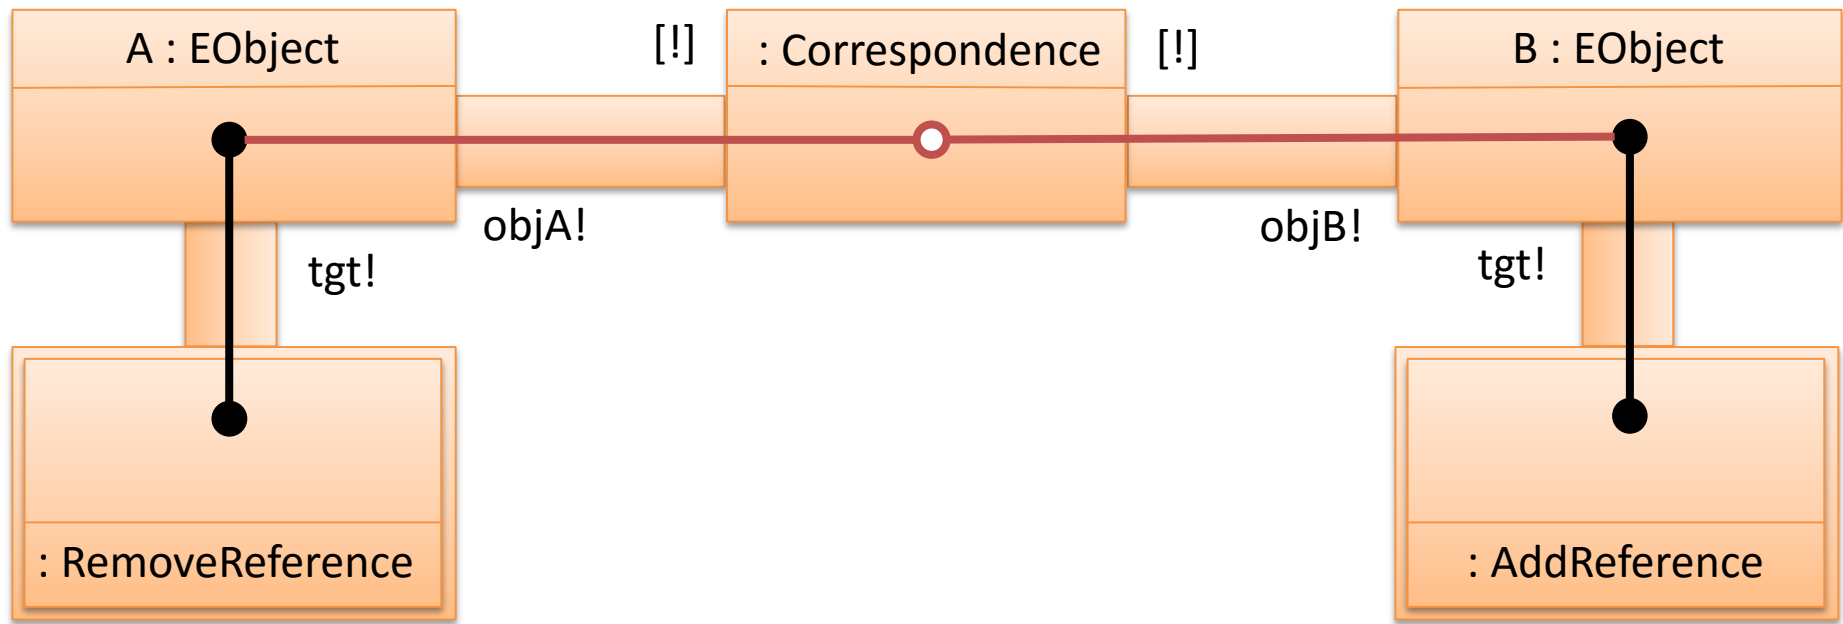 A : EObject
[!]
: Correspondence
[!]
B : EObject
objA!
objB!
tgt!
tgt!
: RemoveReference
: AddReference